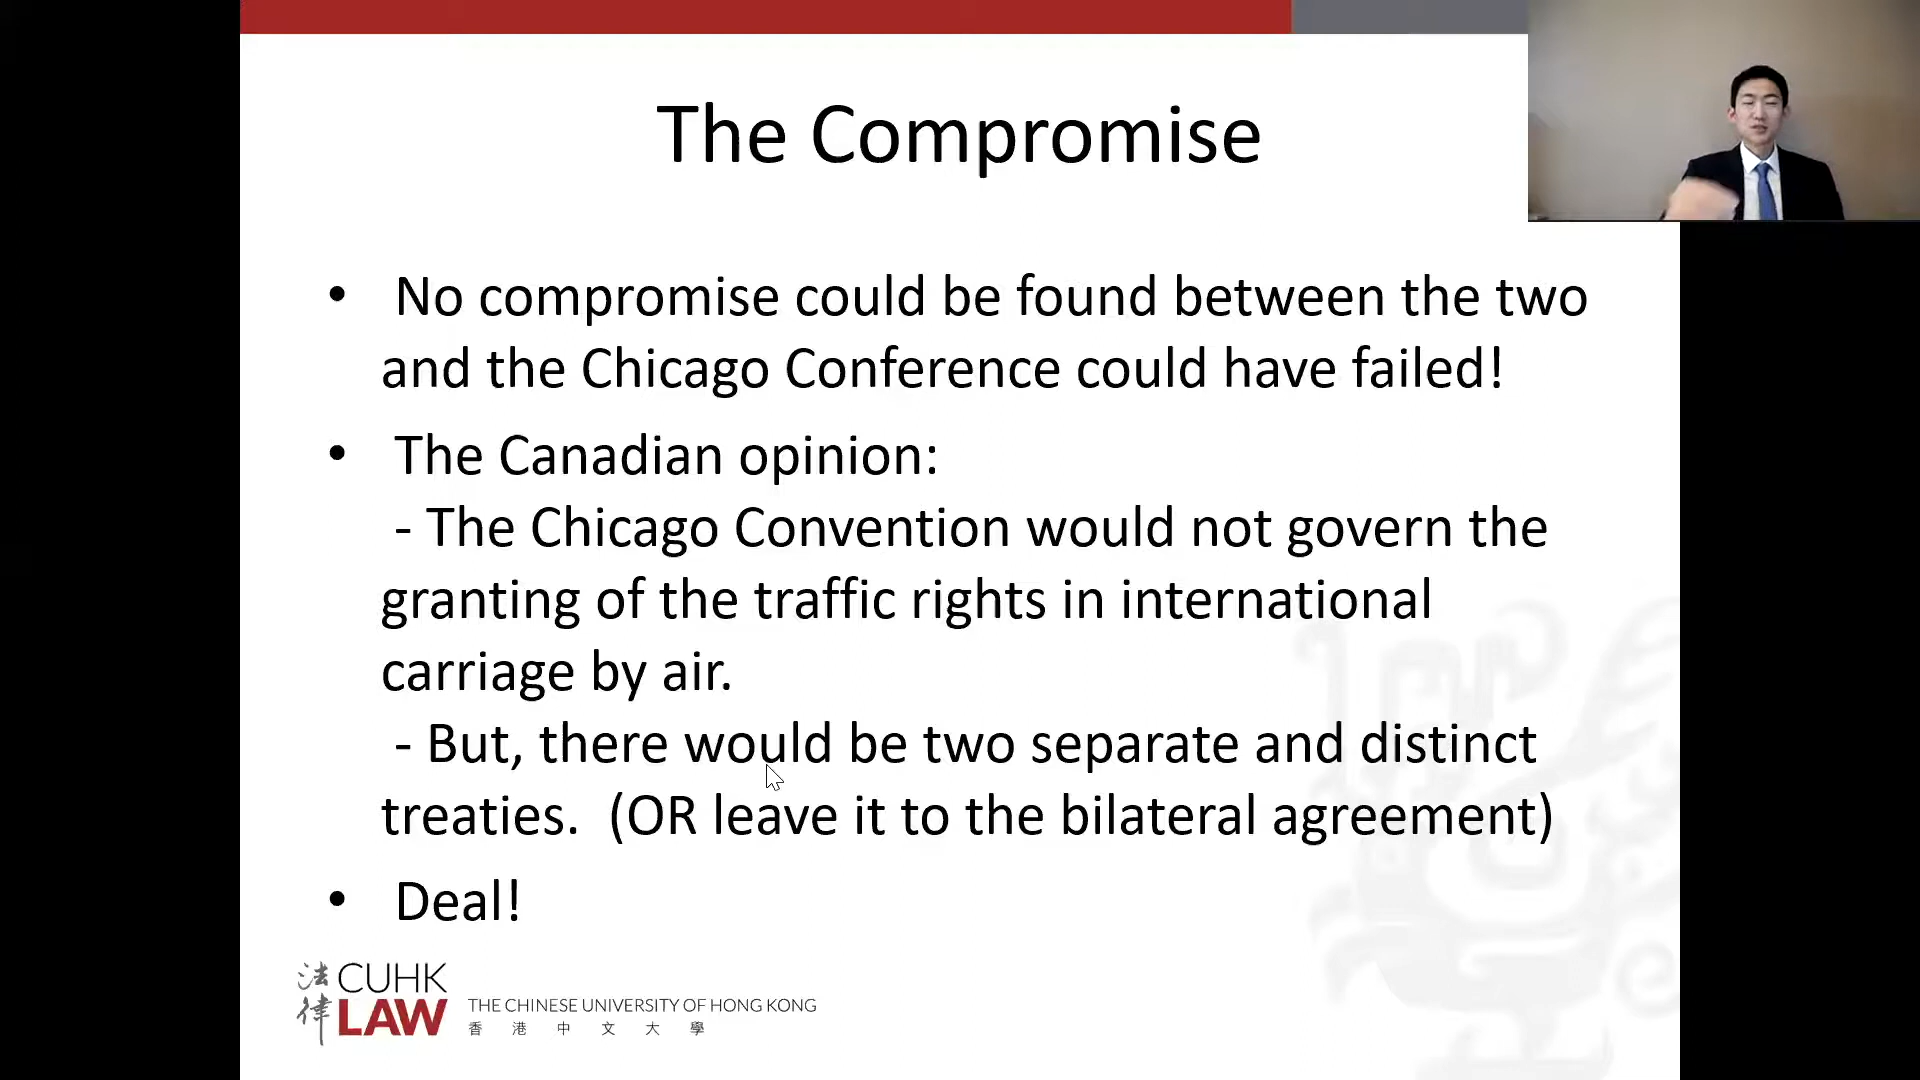 The Compromise
• No compromise could be found between the two
and the Chicago Conference could have failed!
• The Canadian opinion:
- The Chicago Convention would not govern the
granting of the traffic rights in international
carriage by air.
- But, there would be two separate and distinct
treaties. (OR leave it to the bilateral agreement)
• Deal!
法律
CUHK
LAW
THE CHINESE UNIVERSITY OF HONG KONG
香港中文大學